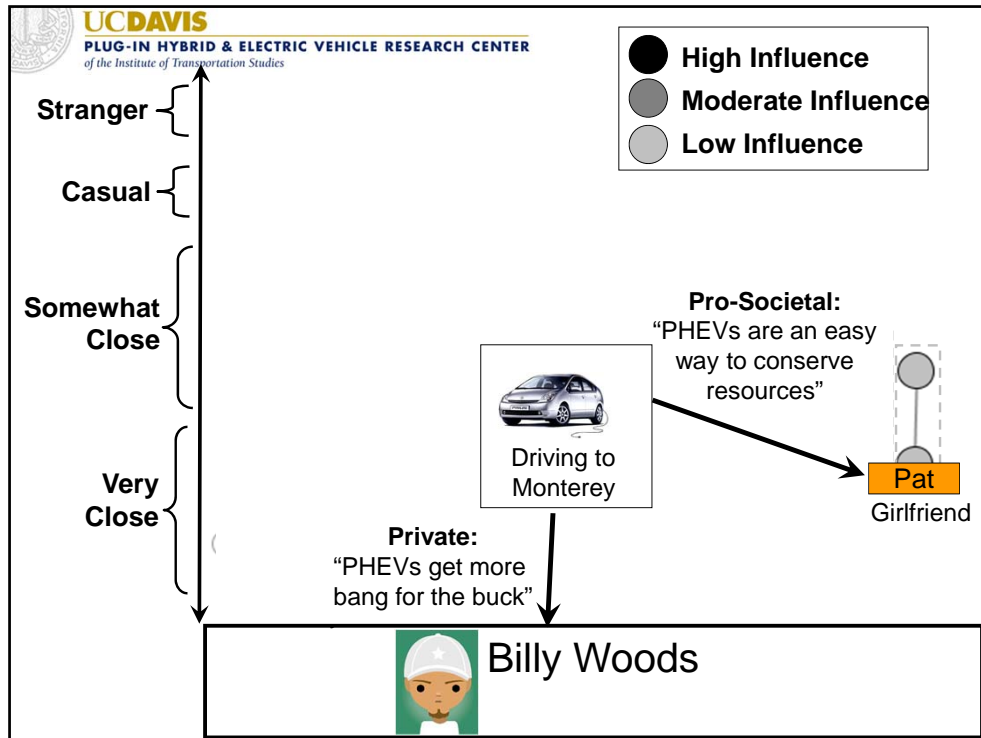 UCDAVIS
PLUG-IN HYBRID & ELECTRIC VEHICLE RESEARCH CENTER
of the Institute of Transportation Studies
High Influence
Moderate Influence
Low Influence
Stranger
Casual
Somewhat
Close
Very
Close
Pro-Societal:
“PHEVs are an easy
way to conserve
resources”
Driving to
Monterey
Pat
Girlfriend
Private:
“PHEVs get more
bang for the buck”
Billy Woods